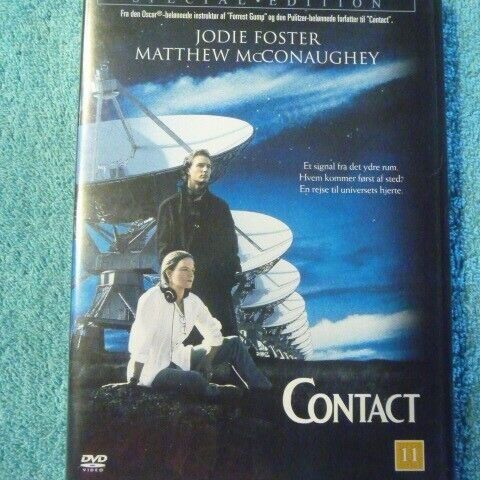 SPECIAL • EDITION
Fra den Oscar®-belønnede instruktør af "Forrest Gump" og den Pulitzer-belønnede forfatter til "Contact".
JODIE FOSTER
MATTHEW McCONAUGHEY
Et signal fra det ydre rum.
Hvem kommer først af sted?
En rejse til universets hjerte.
CONTACT
DVD
VIDEO
11